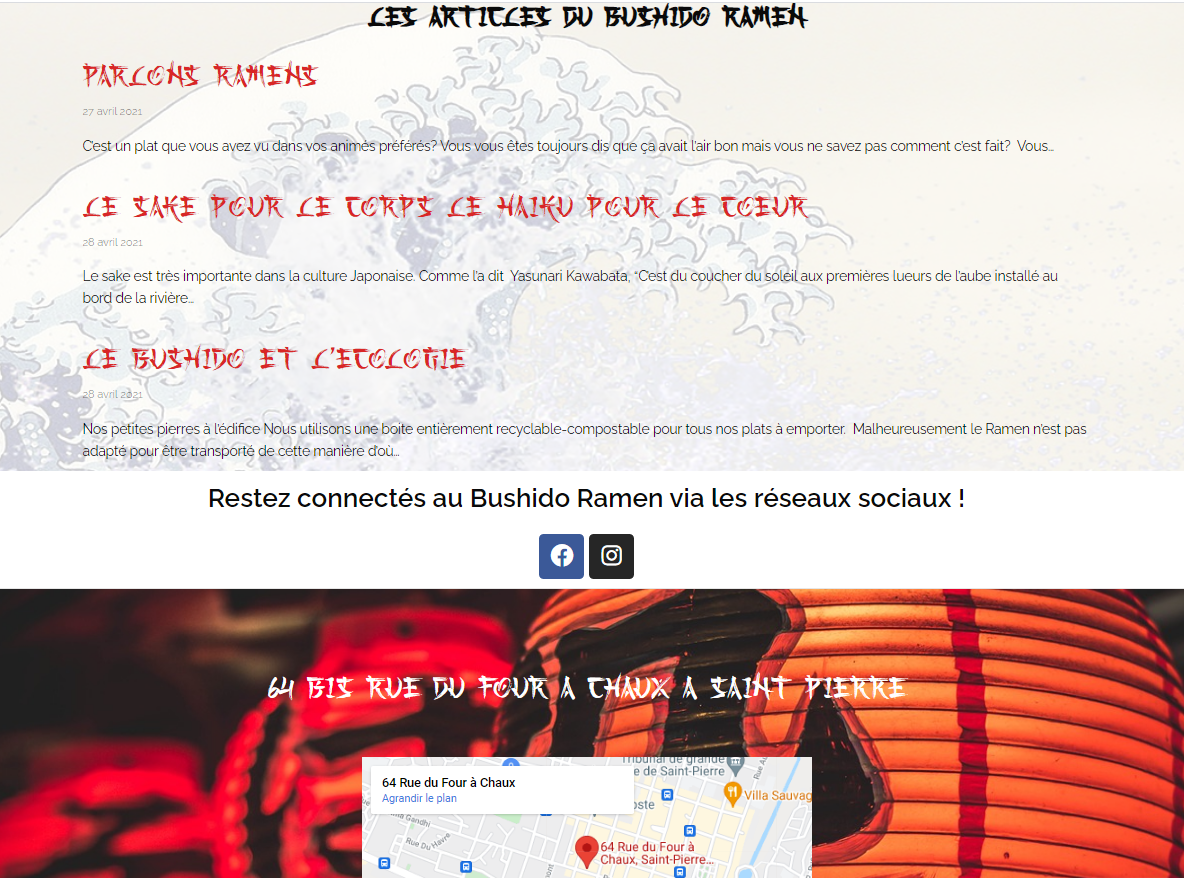 LES ARTICLES DU BUSHIDO RAMEN
PARLONS RAMENS
27 avril 2021
C'est un plat que vous avez vu dans vos animès préférés? Vous vous êtes toujours dis que ça avait l'air bon mais vous ne savez pas comment c'est fait?  Vous...
LE SAKE POUR LE CORPS LE HAIKU POUR LE COEUR
28 avril 2021
Le sake est très importante dans la culture Japonaise. Comme l'a dit  Yasunari Kawabata, “C'est du coucher du soleil aux premières lueurs de l'aube installé au
bord de la rivière...
LE BUSHIDO ET L'ECOLOGIE
28 avril 2021
Nos petites pierres à l'édifice Nous utilisons une boite entièrement recyclable-compostable pour tous nos plats à emporter.  Malheureusement le Ramen n'est pas
adapté pour être transporté de cette manière d'où...
Restez connectés au Bushido Ramen via les réseaux sociaux !
64 BIS RUE DU FOUR A CHAUX A SAINT PIERRE
64 Rue du Four à Chaux
Agrandir le plan
Tribunal de grande
e de Saint-Pierre
Villa Sauvag
oste
Gandhi
Rue Du Havre
64 Rue du Four à
Chaux, Saint-Pierre...